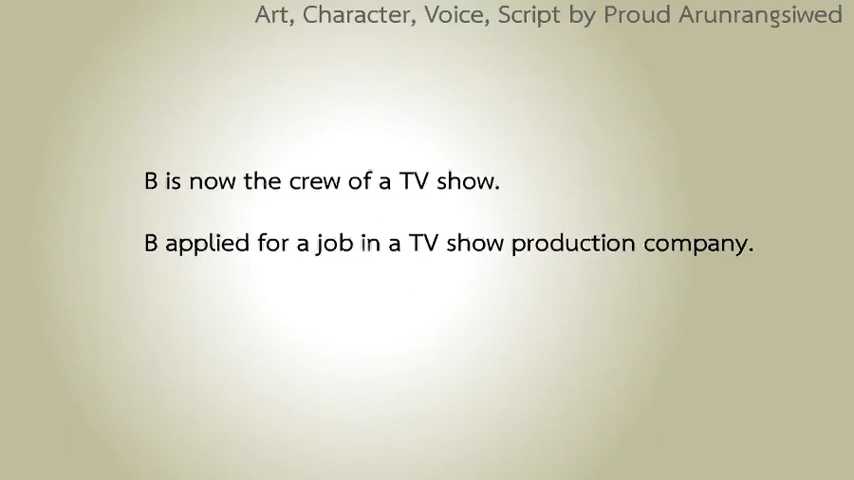 Art, Character, Voice, Script by Proud Arunrangsiwed
B is now the crew of a TV show.
B applied for a job in a TV show production company.